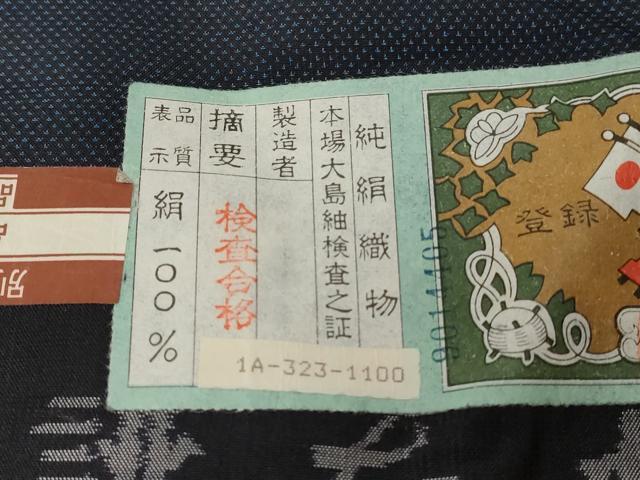 純絹織物
本場大島紬検査之証
製造者
摘要
検査合格
品質
表示
絹一〇〇%
1A-323-1100
登録
9014405